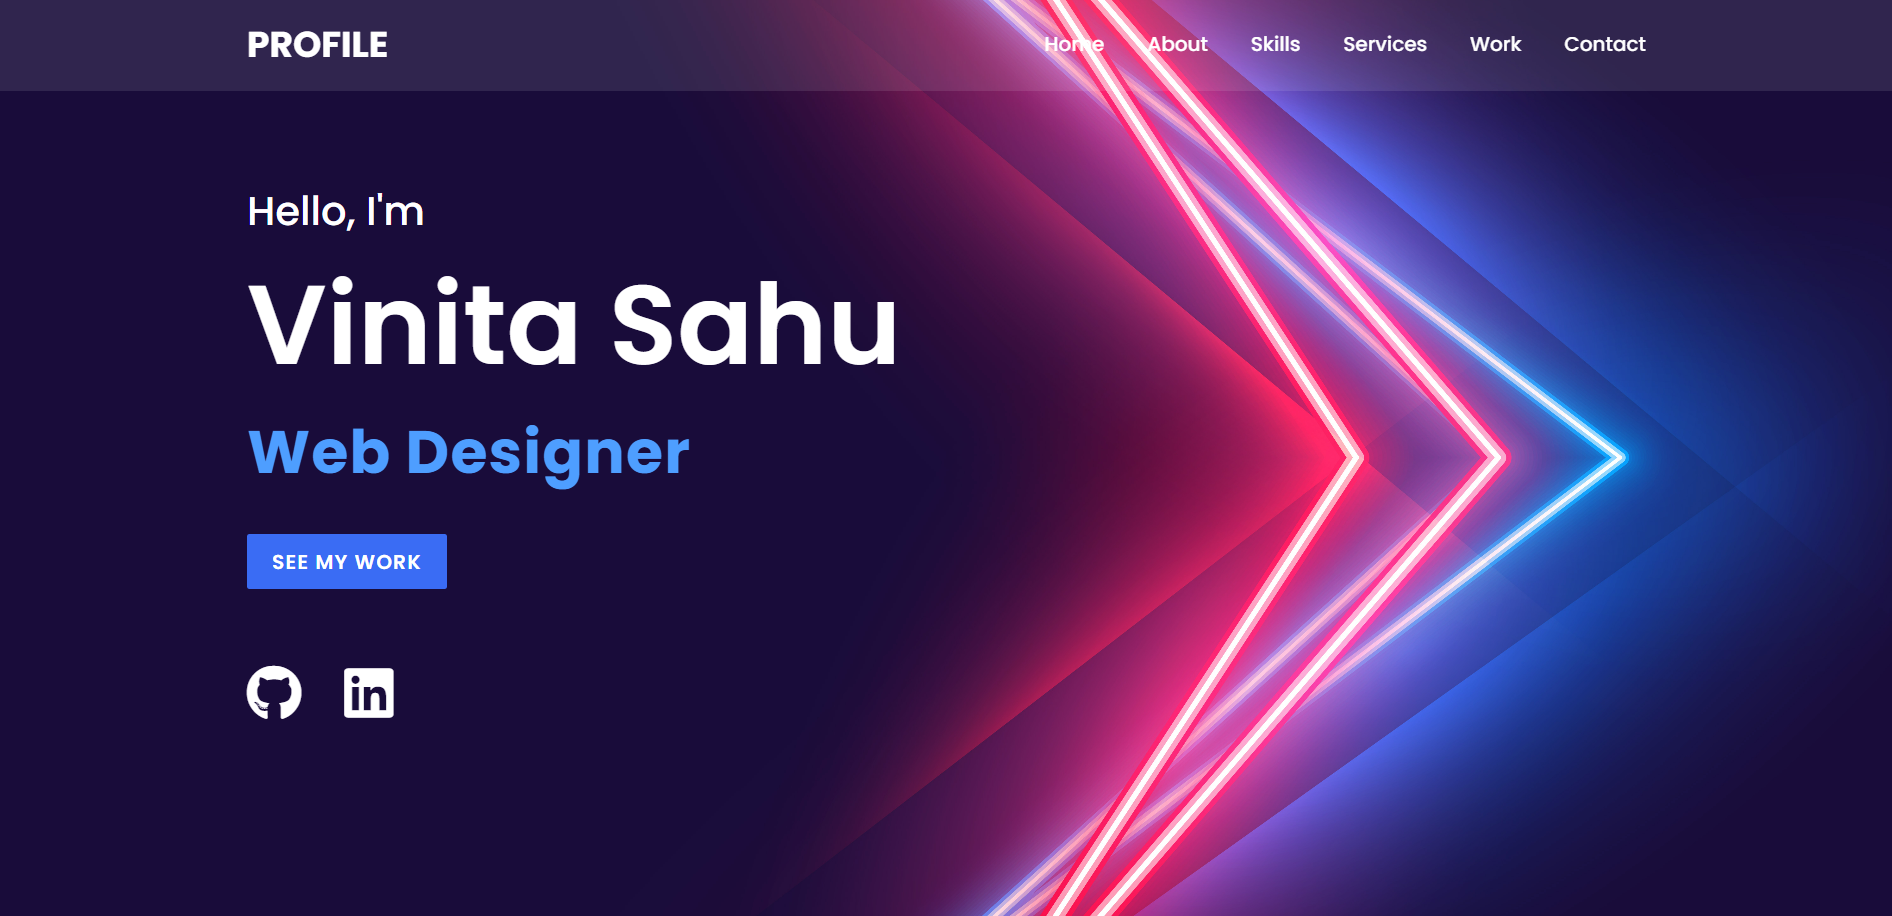 PROFILE Home About Skills Services Work Contact
Hello, I'm
Vinita Sahu
Web Designer
SEE MY WORK
in